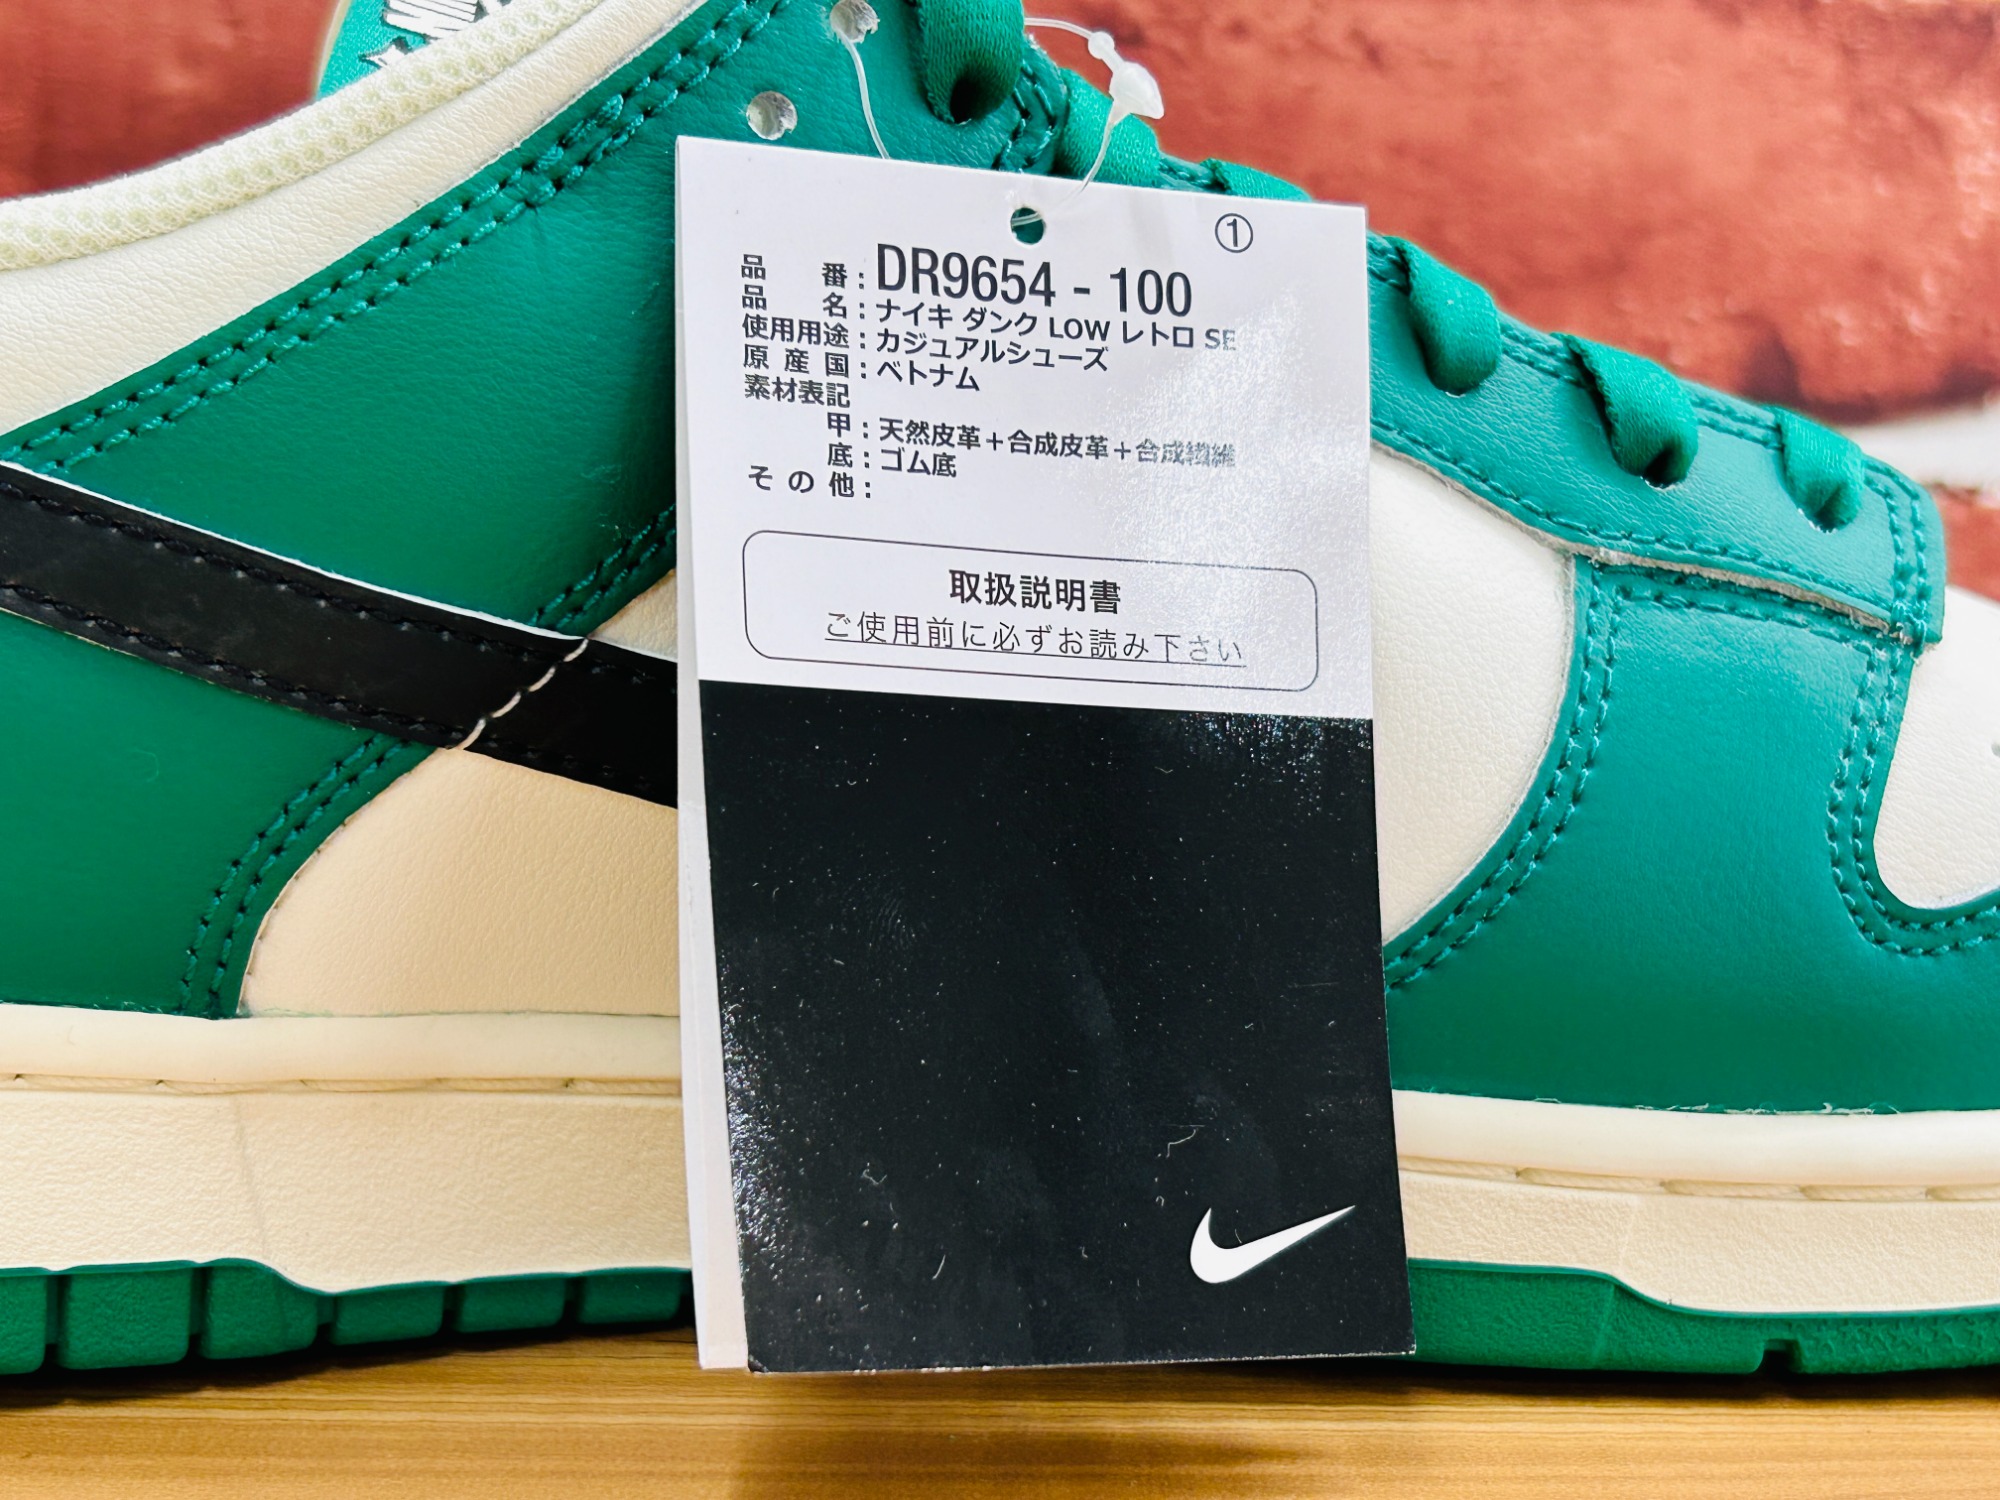 ①
品番：DR9654 - 100
品名：ナイキ ダンク LOW レトロ SE
使用用途：カジュアルシューズ
原産国：ベトナム
素材表記
甲：天然皮革＋合成皮革＋合成繊維
底：ゴム底
その他：
取扱説明書
ご使用前に必ずお読み下さい